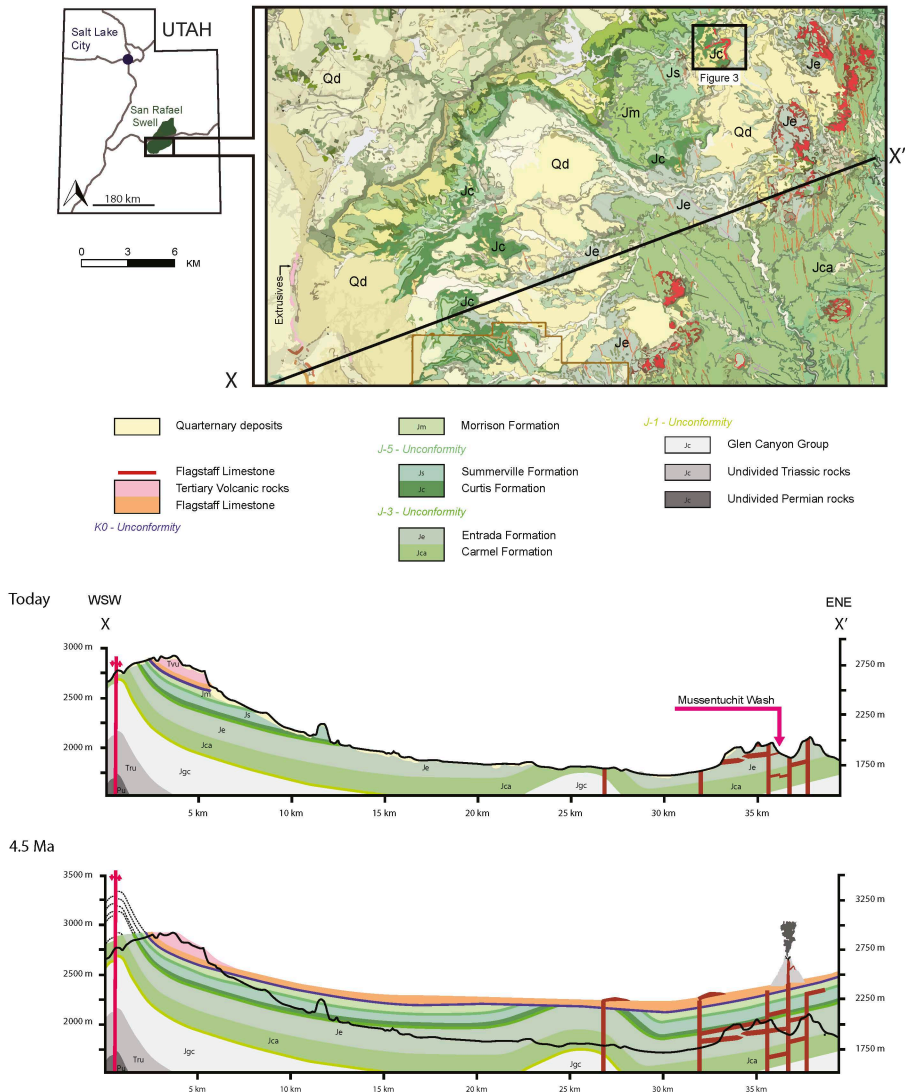 UTAH
Salt Lake
City
San Rafael
Swell
180 km
0 3 6
KM
Qd
Jc
Figure 3
Js
Je
Jm
Je
Qd
Qd
Jc
X'
Jc
Je
Jc
Je
Jca
Extrusives
Qd
Jc
Je
X
Quarternary deposits
Flagstaff Limestone
Tertiary Volcanic rocks
Flagstaff Limestone
K0 - Unconformity
Jm Morrison Formation
J-5 - Unconformity
Js Summerville Formation
Jc Curtis Formation
J-3 - Unconformity
Je Entrada Formation
Jca Carmel Formation
J-1 - Unconformity
Jc Glen Canyon Group
Jc Undivided Triassic rocks
Jc Undivided Permian rocks
Today
WSW
X
ENE
X'
3000 m
2500 m
2000 m
2750 m
2250 m
1750 m
Mussentuchit Wash
Tvu
Jm
Js
Je
Jca
Jgc
Tru
Pu
Je
Jca
Jgc
Jca
Je
5 km 10 km 15 km 20 km 25 km 30 km 35 km
4.5 Ma
3500 m
3000 m
2500 m
2000 m
3250 m
2750 m
2250 m
1750 m
Je
Jca
Jgc
Tru
Pu
Jgc
5 km 10 km 15 km 20 km 25 km 30 km 35 km